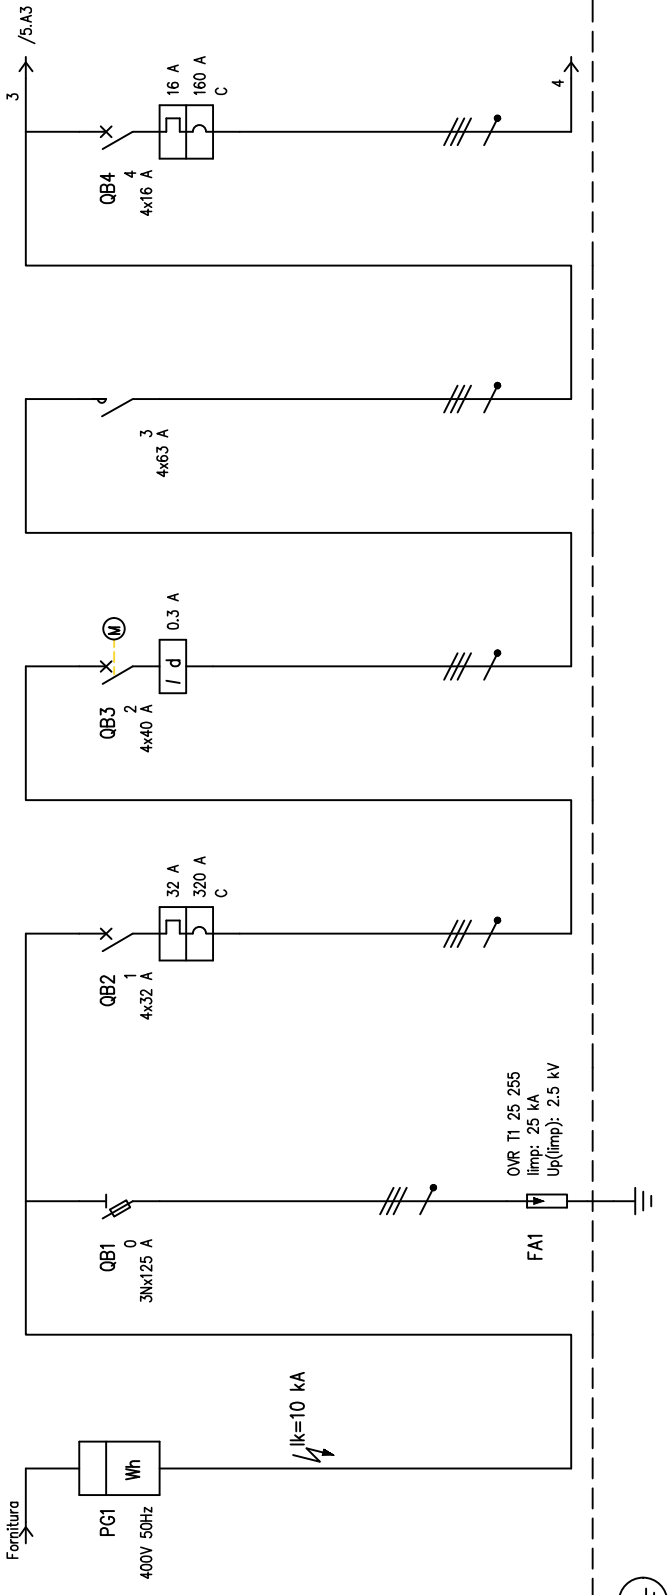 Fornitura
PG1
400V 50Hz
Wh
Ik=10 kA
QB1
0
3Nx125 A
FA1
OVR T1 25 255
Iimp: 25 kA
Up(Iimp): 2.5 kV
QB2
1
4x32 A
32 A
320 A
C
QB3
2
4x40 A
M
I d
0.3 A
3
4x63 A
QB4
4
4x16 A
16 A
160 A
C
3
/5.A3
4